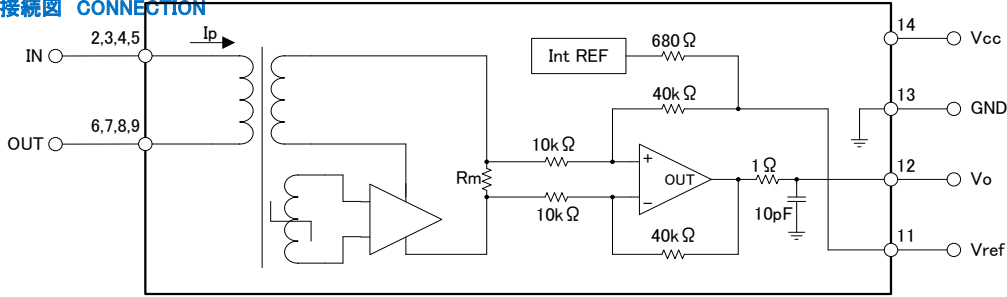 接続図 CONNECTION
Ip
2,3,4,5
IN
6,7,8,9
OUT
Int REF
680Ω
40kΩ
10kΩ
+
OUT
−
Rm
10kΩ
40kΩ
1Ω
10pF
14
Vcc
13
GND
12
Vo
11
Vref